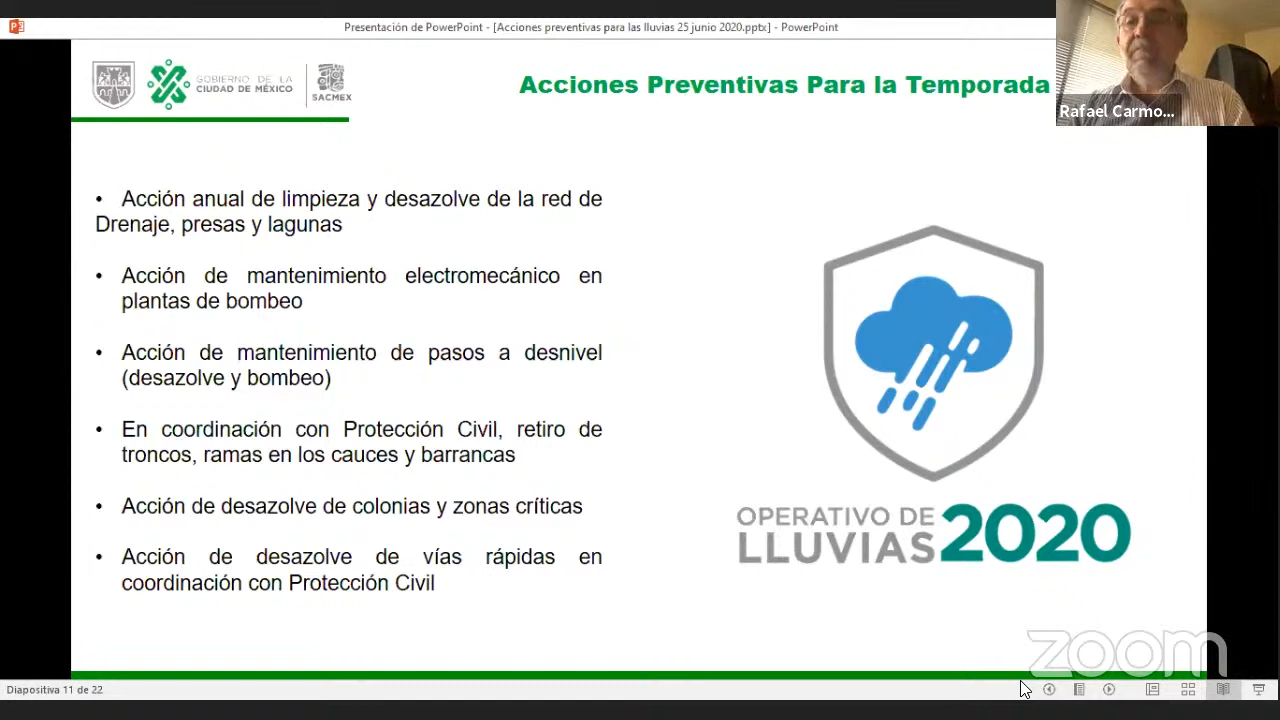 Presentación de PowerPoint - [Acciones preventivas para las lluvias 25 junio 2020.pptx] - PowerPoint
GOBIERNO DE LA
CIUDAD DE MÉXICO
SACMEX
Acciones Preventivas Para la Temporada
Rafael Carmo...
• Acción anual de limpieza y desazolve de la red de
Drenaje, presas y lagunas
• Acción de mantenimiento electromecánico en
plantas de bombeo
• Acción de mantenimiento de pasos a desnivel
(desazolve y bombeo)
• En coordinación con Protección Civil, retiro de
troncos, ramas en los cauces y barrancas
• Acción de desazolve de colonias y zonas críticas
• Acción de desazolve de vías rápidas en
coordinación con Protección Civil
OPERATIVO DE
LLUVIAS 2020
zoom
Diapositiva 11 de 22